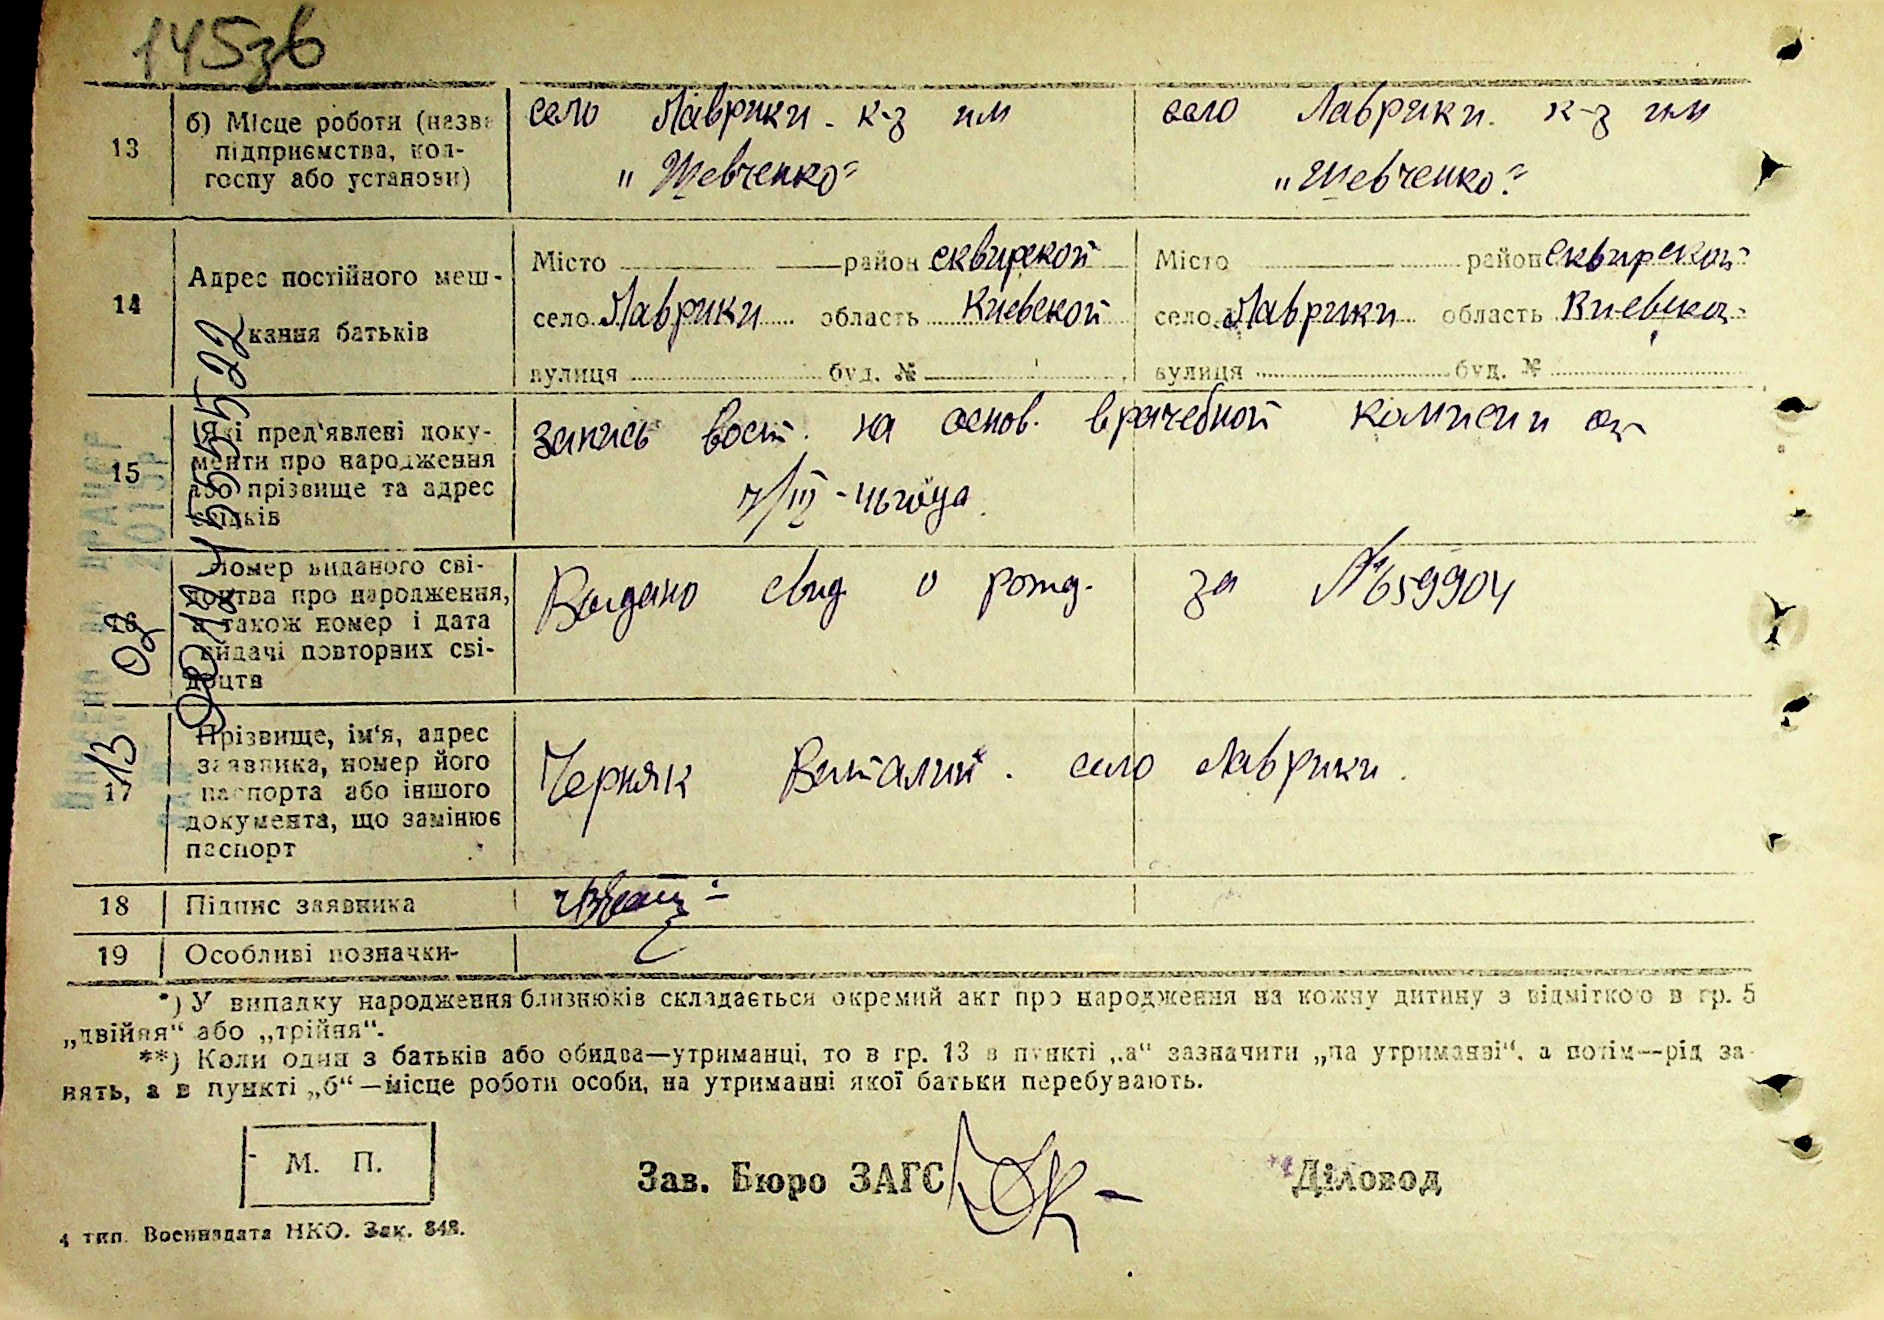 145зв
13
б) Місце роботи (назва
підприємства, кол-
госпу або установи)
село Лаврики. к-з им
„Шевченко"
село Лаврики. к-з им
„Шевченко"
14
Адрес постійного меш-
кання батьків
Місто район сквирской
село Лаврики область Киевской
вулиця буд. №
Місто район сквирской
село Лаврики область Киевской
вулиця буд. №
15
Які пред'явлені доку-
менти про народження
або прізвище та адрес
свідків
запись вост. на основ. врачебной комисии от
7/III-46 года.
16
Номер виданого сві-
доцтва про народження,
а також номер і дата
видачі повторних сві-
доцтв
Выдано свид о рожд. за №659904
17
Прізвище, ім'я, адрес
заявника, номер його
паспорта або іншого
документа, що замінює
паспорт
Черняк Виталий. село Лаврики.
18
Підпис заявника
19
Особливі позначки-
*) У випадку народження близнюків складається окремий акт про народження на кожну дитину з відміткою в гр. 5
„двійня" або „трійня".
**) Коли один з батьків або обидва—утриманці, то в гр. 13 в пункті „а" зазначити „на утриманні", а потім—рід за-
нять, а в пункті „б"—місце роботи особи, на утриманні якої батьки перебувають.
М. П.
Зав. Бюро ЗАГС
Діловод
4 тип. Воениздата НКО. Зак. 848.